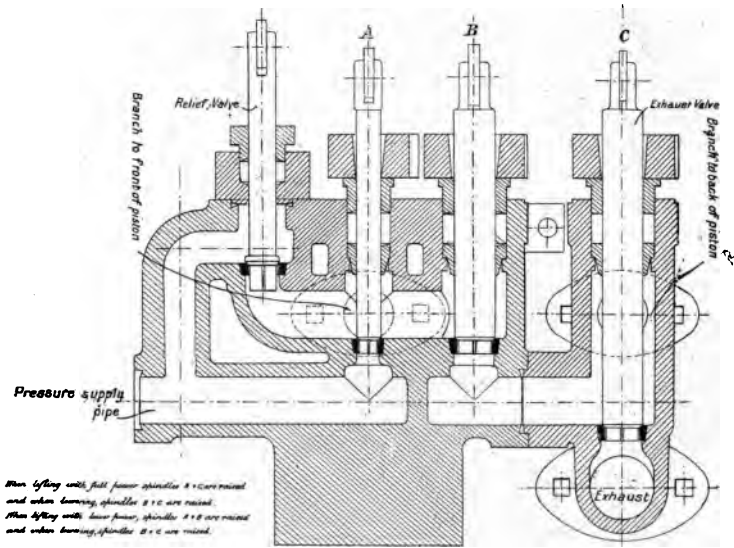 A
B
C
Relief Valve
Exhaust Valve
Branch to front of piston
Branch to back of piston
Pressure supply
pipe
Exhaust
When lifting with full power spindles A + C are raised
and when lowering, spindles B + C are raised.
When lifting with lower power, spindles A + B are raised
and when lowering, spindles B + C are raised.